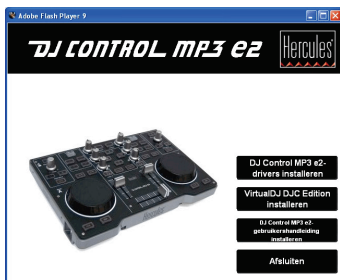 Adobe Flash Player 9
DJ CONTROL MP3 e2
Hercules
DJ Control MP3 e2-
drivers installeren
VirtualDJ DJC Edition
installeren
DJ Control MP3 e2-
gebruikershandleiding
installeren
Afsluiten